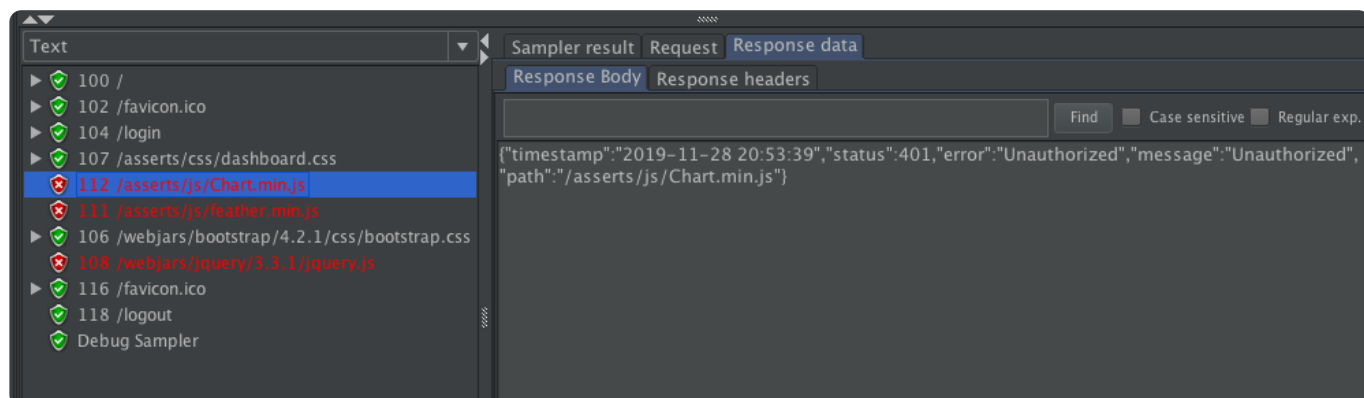 Text
100 /
102 /favicon.ico
104 /login
107 /asserts/css/dashboard.css
112 /asserts/js/Chart.min.js
111 /asserts/js/feather.min.js
106 /webjars/bootstrap/4.2.1/css/bootstrap.css
108 /webjars/jquery/3.3.1/jquery.js
116 /favicon.ico
118 /logout
Debug Sampler
Sampler result Request Response data
Response Body Response headers
Find Case sensitive Regular exp.
{"timestamp":"2019-11-28 20:53:39","status":401,"error":"Unauthorized","message":"Unauthorized",
"path":"/asserts/js/Chart.min.js"}